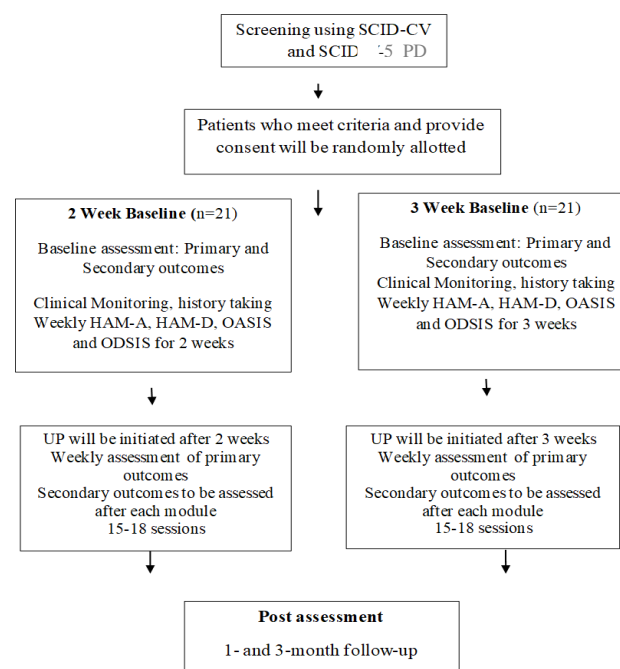 Screening using SCID-CV
and SCID -5 PD
Patients who meet criteria and provide
consent will be randomly allotted
2 Week Baseline (n=21)
Baseline assessment: Primary and
Secondary outcomes
Clinical Monitoring, history taking
Weekly HAM-A, HAM-D, OASIS
and ODSIS for 2 weeks
3 Week Baseline (n=21)
Baseline assessment: Primary and
Secondary outcomes
Clinical Monitoring, history taking
Weekly HAM-A, HAM-D, OASIS
and ODSIS for 3 weeks
UP will be initiated after 2 weeks
Weekly assessment of primary
outcomes
Secondary outcomes to be assessed
after each module
15-18 sessions
UP will be initiated after 3 weeks
Weekly assessment of primary
outcomes
Secondary outcomes to be assessed
after each module
15-18 sessions
Post assessment
1- and 3-month follow-up